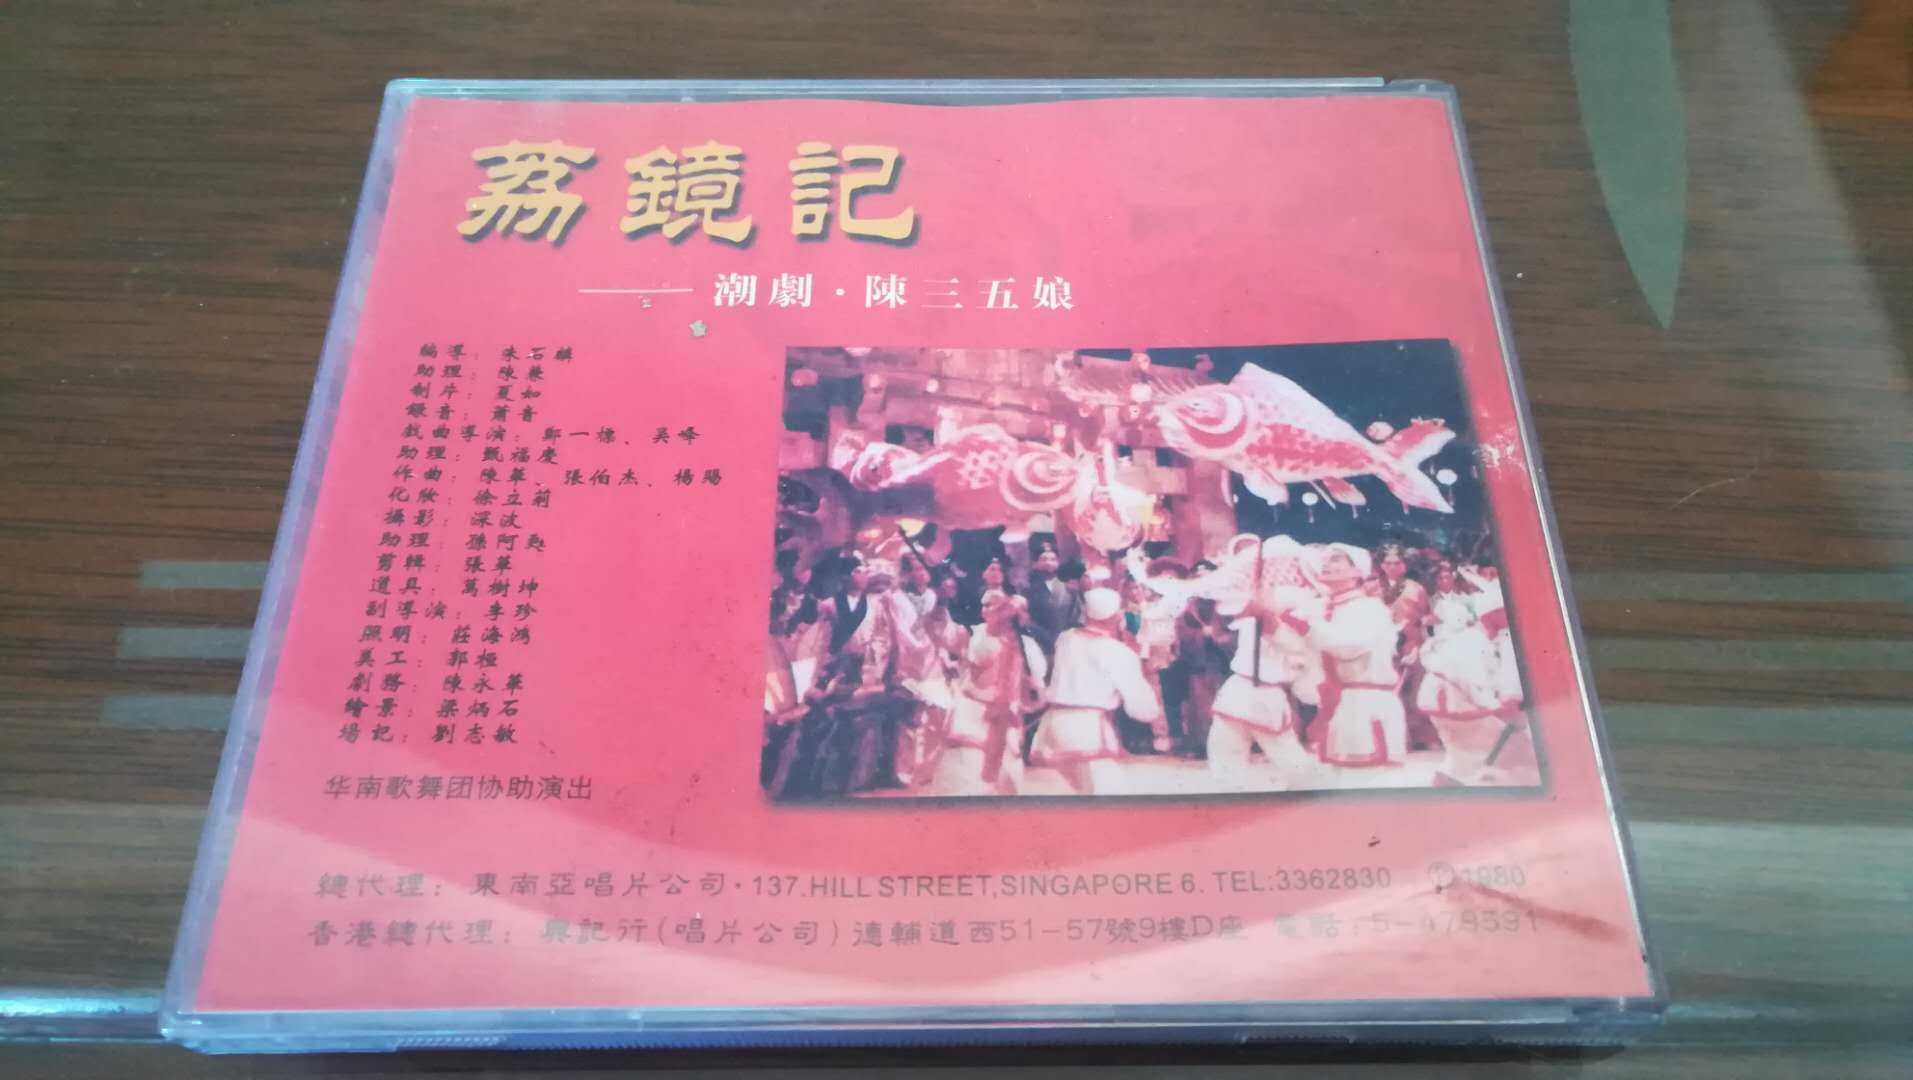 荔鏡記
——潮劇·陳三五娘
編導：朱石麟
助理：陳兼
制片：夏如
錄音：蕭音
戲曲導演：鄭一標、吳峰
助理：甄福慶
作曲：陳華、張伯杰、楊賜
化妝：徐立莉
攝影：深波
助理：孫阿
剪輯：張華
道具：萬樹坤
副導演：李珍
照明：莊海鴻
美工：郭桓
劇務：陳永華
繪景：梁炳石
場記：劉志敏
华南歌舞团协助演出
總代理：東南亞唱片公司·137.HILL STREET,SINGAPORE 6. TEL:3362830 Ⓟ1980
香港總代理：興記行(唱片公司)德輔道西51-57號9樓D座 電話:5-478391